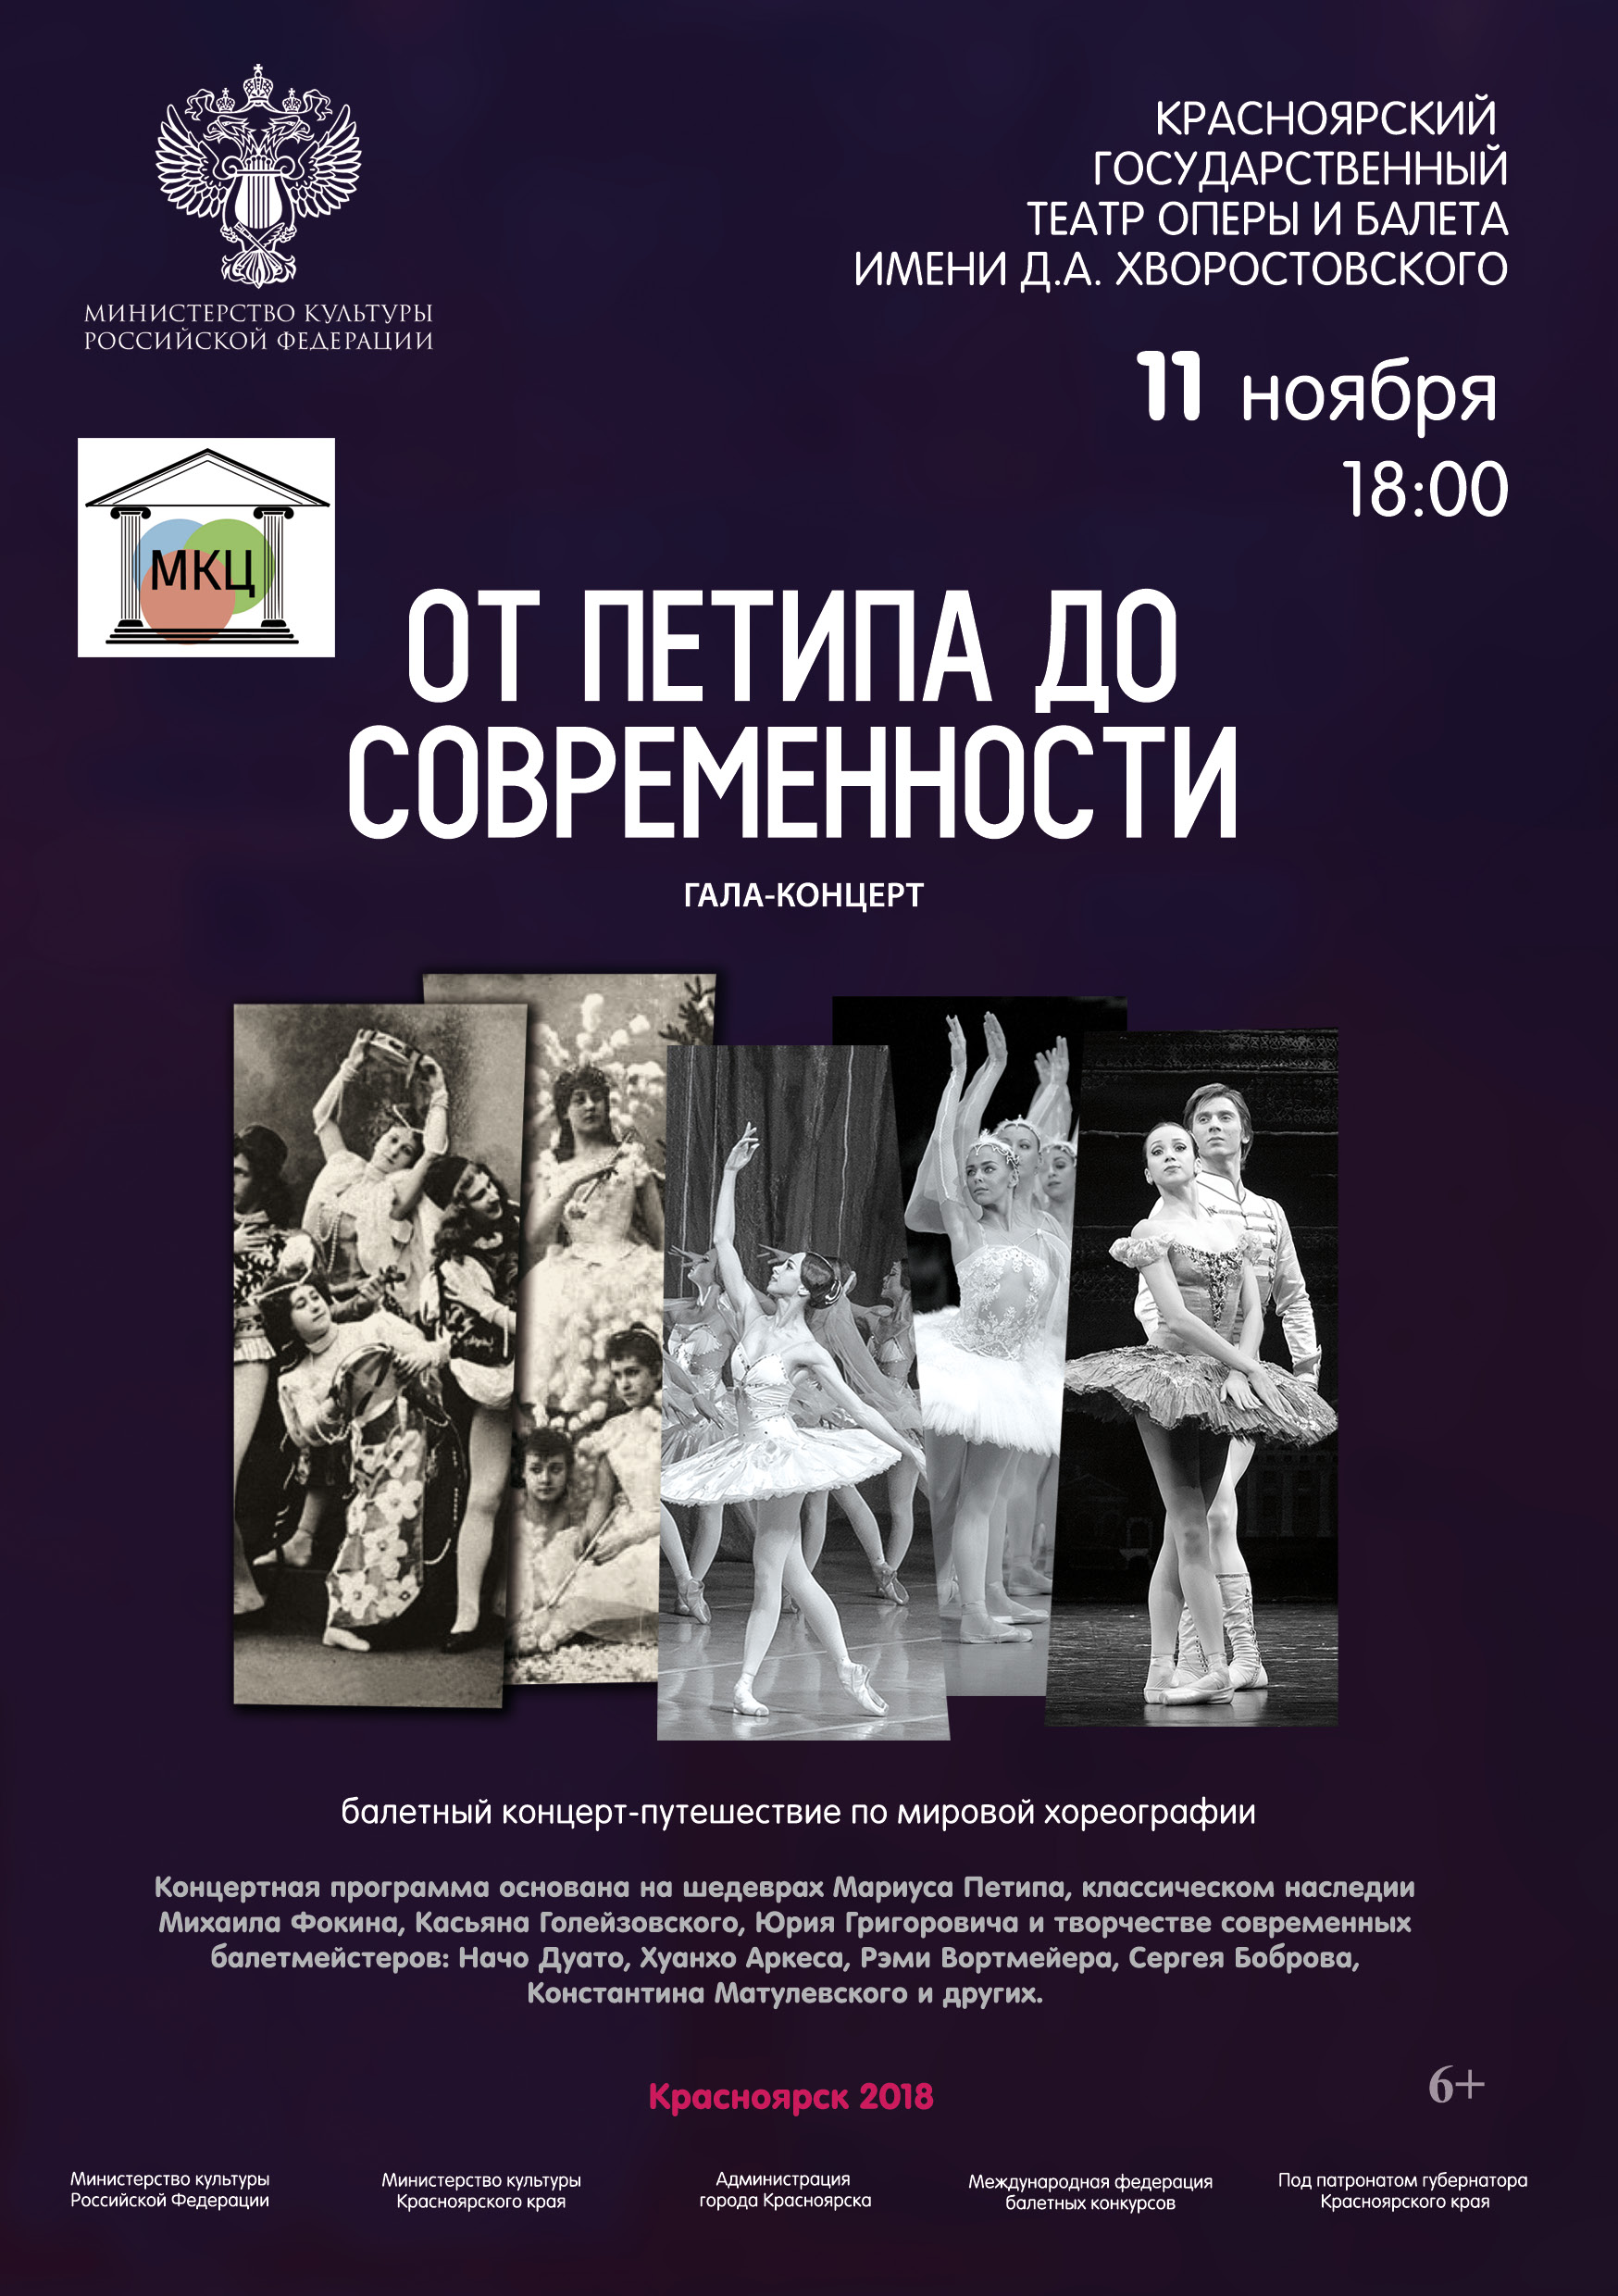 МИНИСТЕРСТВО КУЛЬТУРЫ
РОССИЙСКОЙ ФЕДЕРАЦИИ
КРАСНОЯРСКИЙ
ГОСУДАРСТВЕННЫЙ
ТЕАТР ОПЕРЫ И БАЛЕТА
ИМЕНИ Д.А. ХВОРОСТОВСКОГО
11 ноября
18:00
МКЦ
ОТ ПЕТИПА ДО
СОВРЕМЕННОСТИ
ГАЛА-КОНЦЕРТ
балетный концерт-путешествие по мировой хореографии
Концертная программа основана на шедеврах Мариуса Петипа, классическом наследии
Михаила Фокина, Касьяна Голейзовского, Юрия Григоровича и творчестве современных
балетмейстеров: Начо Дуато, Хуанхо Аркеса, Рэми Вортмейера, Сергея Боброва,
Константина Матулевского и других.
Красноярск 2018
6+
Министерство культуры
Российской Федерации
Министерство культуры
Красноярского края
Администрация
города Красноярска
Международная федерация
балетных конкурсов
Под патронатом губернатора
Красноярского края